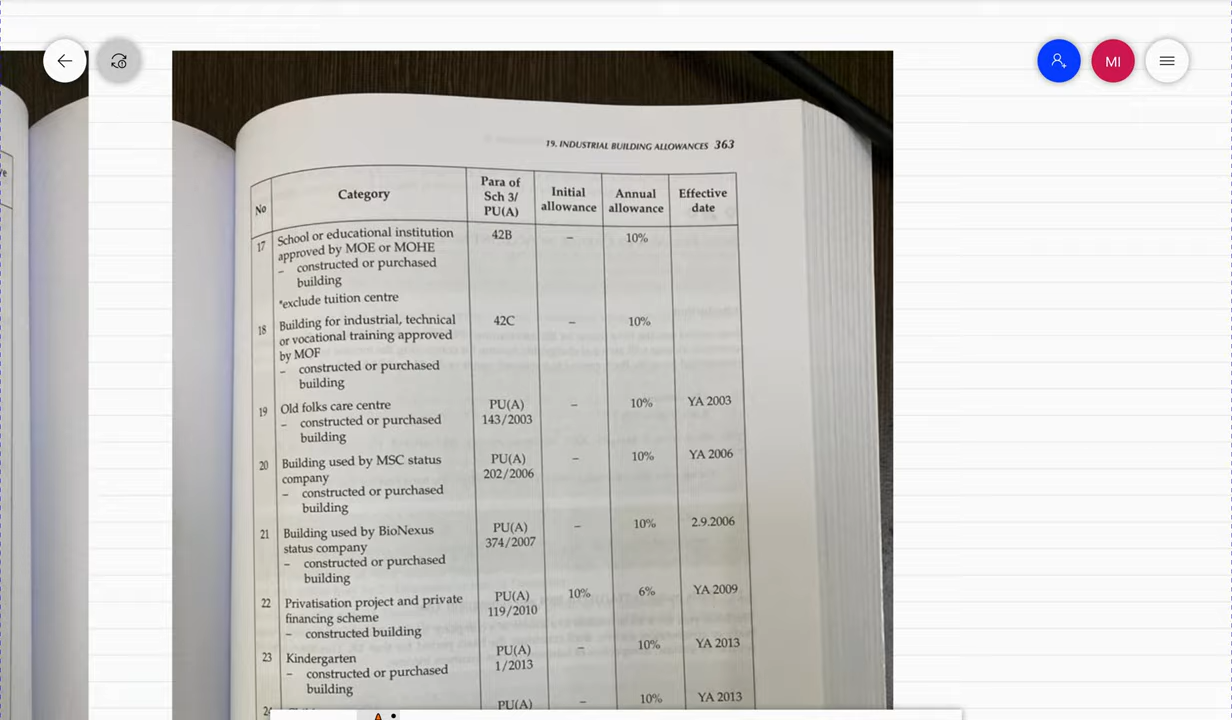 MI
19. INDUSTRIAL BUILDING ALLOWANCES 363
No Category Para of Sch 3/ PU(A) Initial allowance Annual allowance Effective date
17 School or educational institution 42B – 10%
approved by MOE or MOHE
– constructed or purchased
building
*exclude tuition centre
18 Building for industrial, technical 42C – 10%
or vocational training approved
by MOF
– constructed or purchased
building
19 Old folks care centre PU(A) – 10% YA 2003
– constructed or purchased 143/2003
building
20 Building used by MSC status PU(A) – 10% YA 2006
company 202/2006
– constructed or purchased
building
21 Building used by BioNexus PU(A) – 10% 2.9.2006
status company 374/2007
– constructed or purchased
building
22 Privatisation project and private PU(A) 10% 6% YA 2009
financing scheme 119/2010
– constructed building
23 Kindergarten PU(A) – 10% YA 2013
– constructed or purchased 1/2013
building
PU(A) – 10% YA 2013